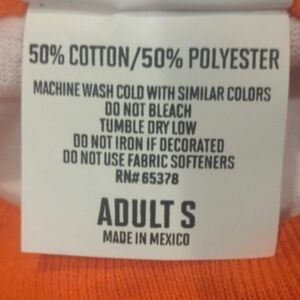 50% COTTON/50% POLYESTER
MACHINE WASH COLD WITH SIMILAR COLORS
DO NOT BLEACH
TUMBLE DRY LOW
DO NOT IRON IF DECORATED
DO NOT USE FABRIC SOFTENERS
RN# 65378
ADULT S
MADE IN MEXICO